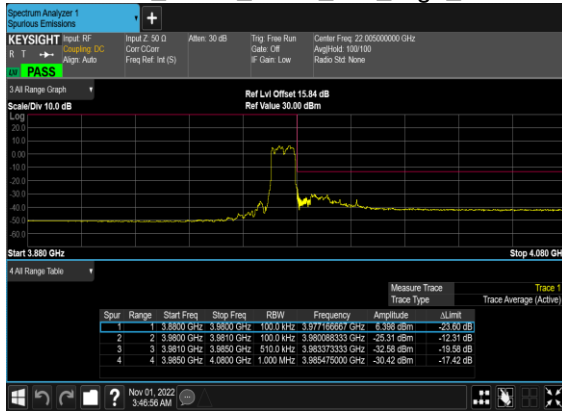 Spectrum Analyzer 1
Spurious Emissions
+
KEYSIGHT Input: RF Input Z: 50 Ω Atten: 30 dB Trig: Free Run Center Freq: 22.005000000 GHz
R T Coupling: DC Corr CCorr Gate: Off Avg|Hold: 100/100
Align: Auto Freq Ref: Int (S) IF Gain: Low Radio Std: None
PASS
3 All Range Graph Ref Lvl Offset 15.84 dB
Scale/Div 10.0 dB Ref Value 30.00 dBm
Log
20.0
10.0
0.00
-10.0
-20.0
-30.0
-40.0
-50.0
-60.0
Start 3.880 GHz Stop 4.080 GH
4 All Range Table
Measure Trace Trace 1
Trace Type Trace Average (Active)
Spur Range Start Freq Stop Freq RBW Frequency Amplitude ΔLimit
1 1 3.8800 GHz 3.9800 GHz 100.0 kHz 3.977166667 GHz 6.398 dBm -23.60 dB
2 2 3.9800 GHz 3.9810 GHz 100.0 kHz 3.980088333 GHz -25.31 dBm -12.31 dB
3 3 3.9810 GHz 3.9850 GHz 510.0 kHz 3.983373333 GHz -32.58 dBm -19.58 dB
4 4 3.9850 GHz 4.0800 GHz 1.000 MHz 3.985475000 GHz -30.42 dBm -17.42 dB
Nov 01, 2022
3:46:56 AM